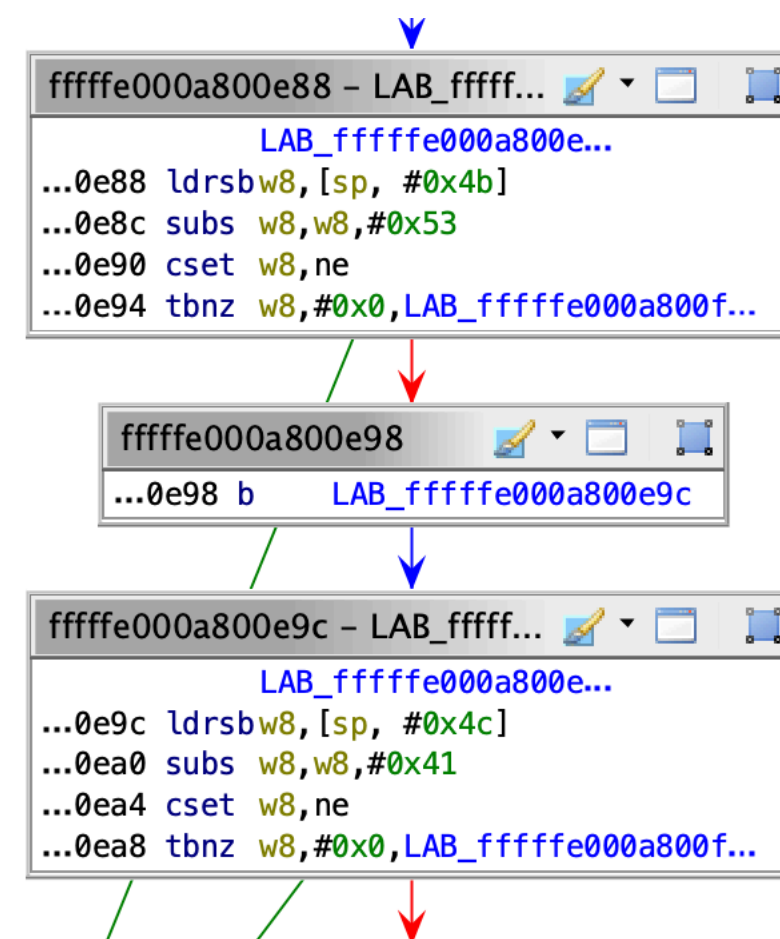 fffffe000a800e88 – LAB_fffff...
LAB_fffffe000a800e...
...0e88 ldrsb w8,[sp, #0x4b]
...0e8c subs w8,w8,#0x53
...0e90 cset w8,ne
...0e94 tbnz w8,#0x0,LAB_fffffe000a800f...
fffffe000a800e98
...0e98 b LAB_fffffe000a800e9c
fffffe000a800e9c – LAB_fffff...
LAB_fffffe000a800e...
...0e9c ldrsb w8,[sp, #0x4c]
...0ea0 subs w8,w8,#0x41
...0ea4 cset w8,ne
...0ea8 tbnz w8,#0x0,LAB_fffffe000a800f...